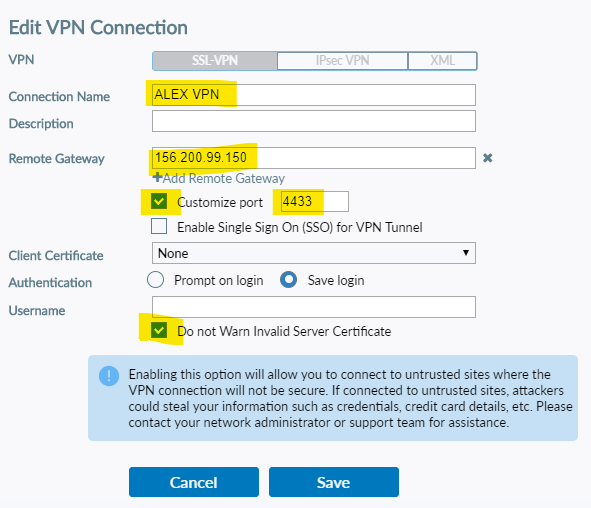 Edit VPN Connection
VPN SSL-VPN IPsec VPN XML
Connection Name ALEX VPN
Description
Remote Gateway 156.200.99.150 ✖
+Add Remote Gateway
Customize port 4433
Enable Single Sign On (SSO) for VPN Tunnel
Client Certificate None
Authentication Prompt on login Save login
Username
Do not Warn Invalid Server Certificate
Enabling this option will allow you to connect to untrusted sites where the
VPN connection will not be secure. If connected to untrusted sites, attackers
could steal your information such as credentials, credit card details, etc. Please
contact your network administrator or support team for assistance.
Cancel Save